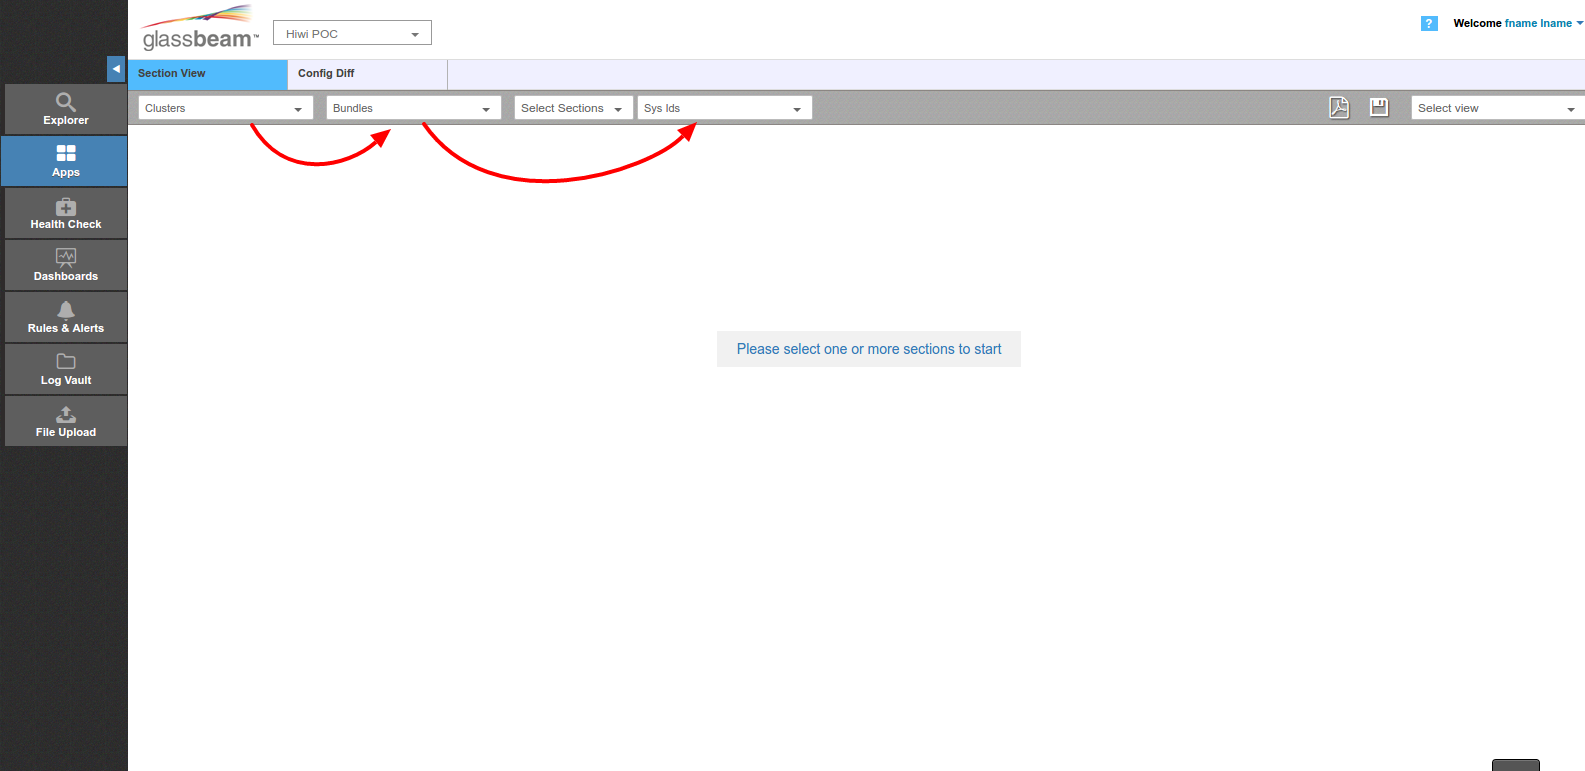 glassbeam™
Hiwi POC
?
Welcome fname lname
Section View
Config Diff
Clusters
Bundles
Select Sections
Sys Ids
Select view
Explorer
Apps
Health Check
Dashboards
Rules & Alerts
Log Vault
File Upload
Please select one or more sections to start